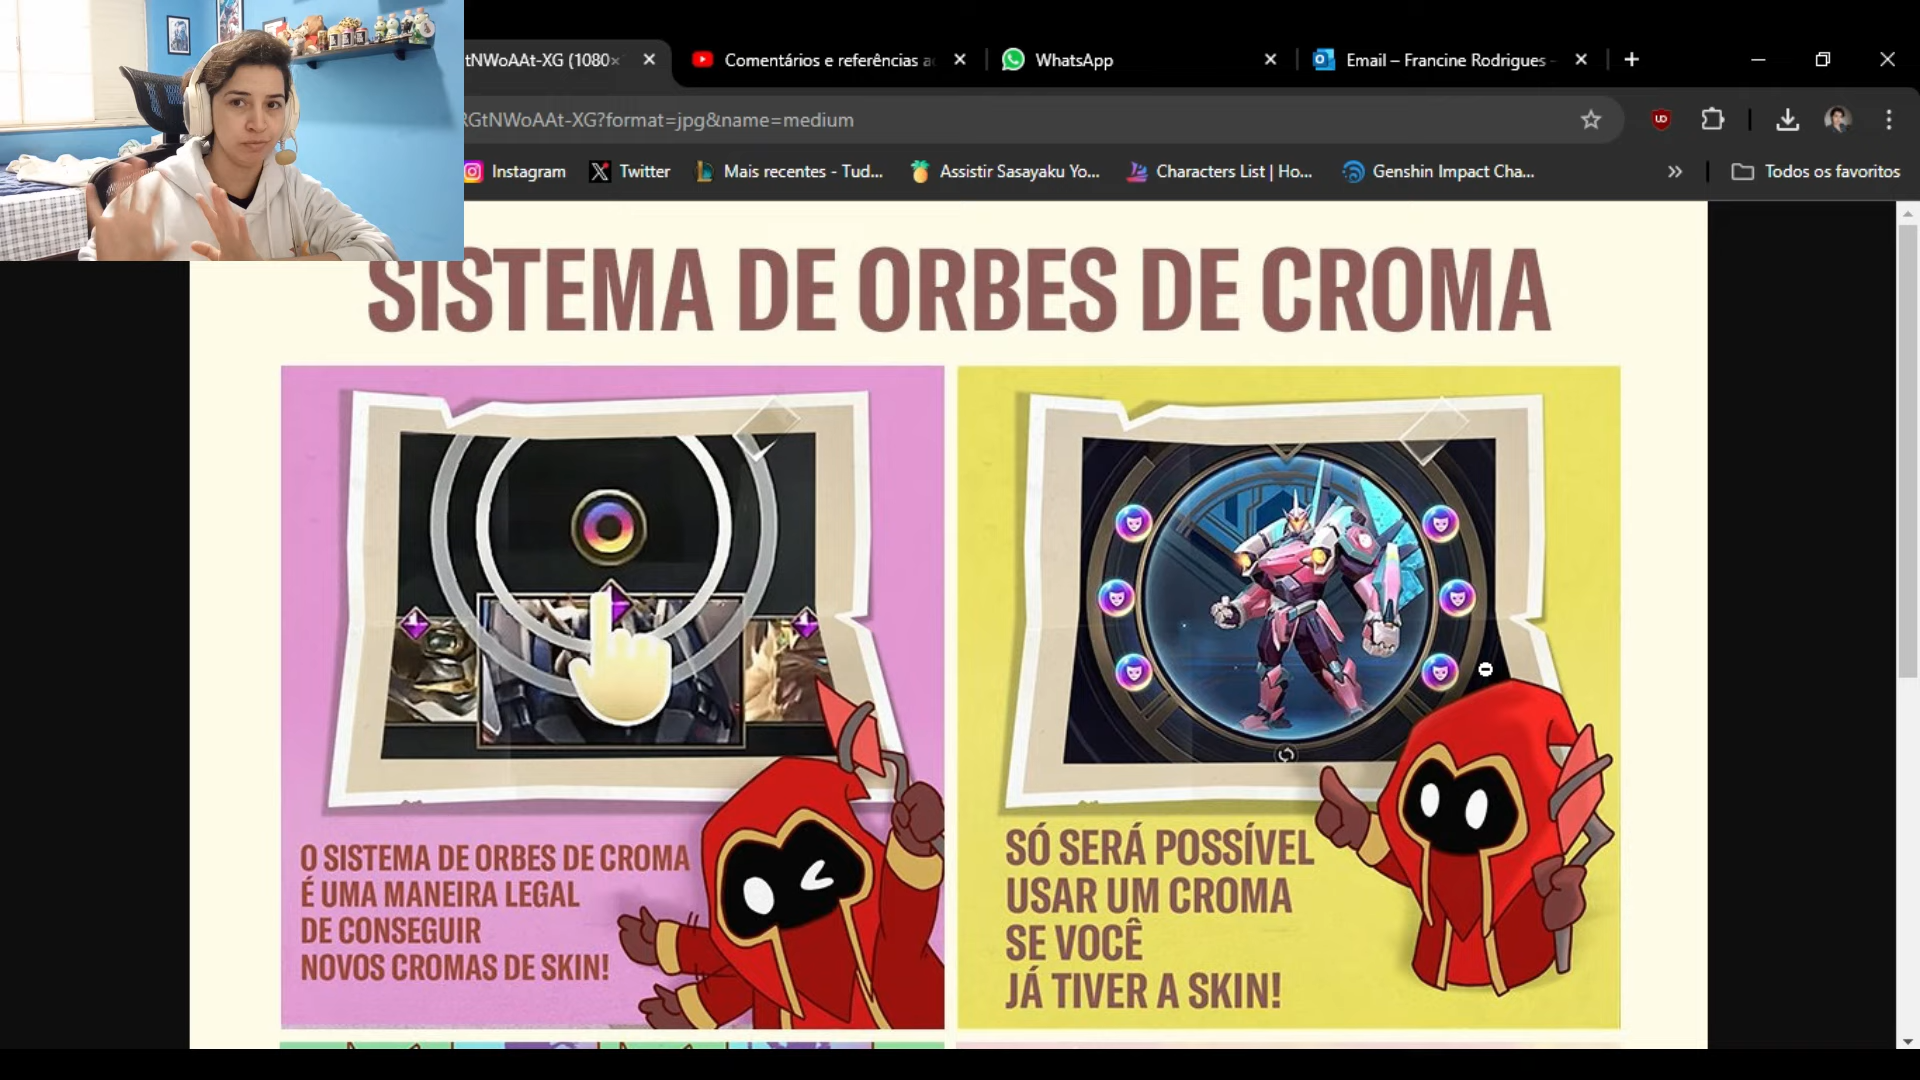 tNWoAAt-XG (1080×
Comentários e referências a
WhatsApp
Email – Francine Rodrigues -
RGtNWoAAt-XG?format=jpg&name=medium
UD
Instagram
Twitter
Mais recentes - Tud...
Assistir Sasayaku Yo...
Characters List | Ho...
Genshin Impact Cha...
Todos os favoritos
SISTEMA DE ORBES DE CROMA
O SISTEMA DE ORBES DE CROMA
É UMA MANEIRA LEGAL
DE CONSEGUIR
NOVOS CROMAS DE SKIN!
SÓ SERÁ POSSÍVEL
USAR UM CROMA
SE VOCÊ
JÁ TIVER A SKIN!